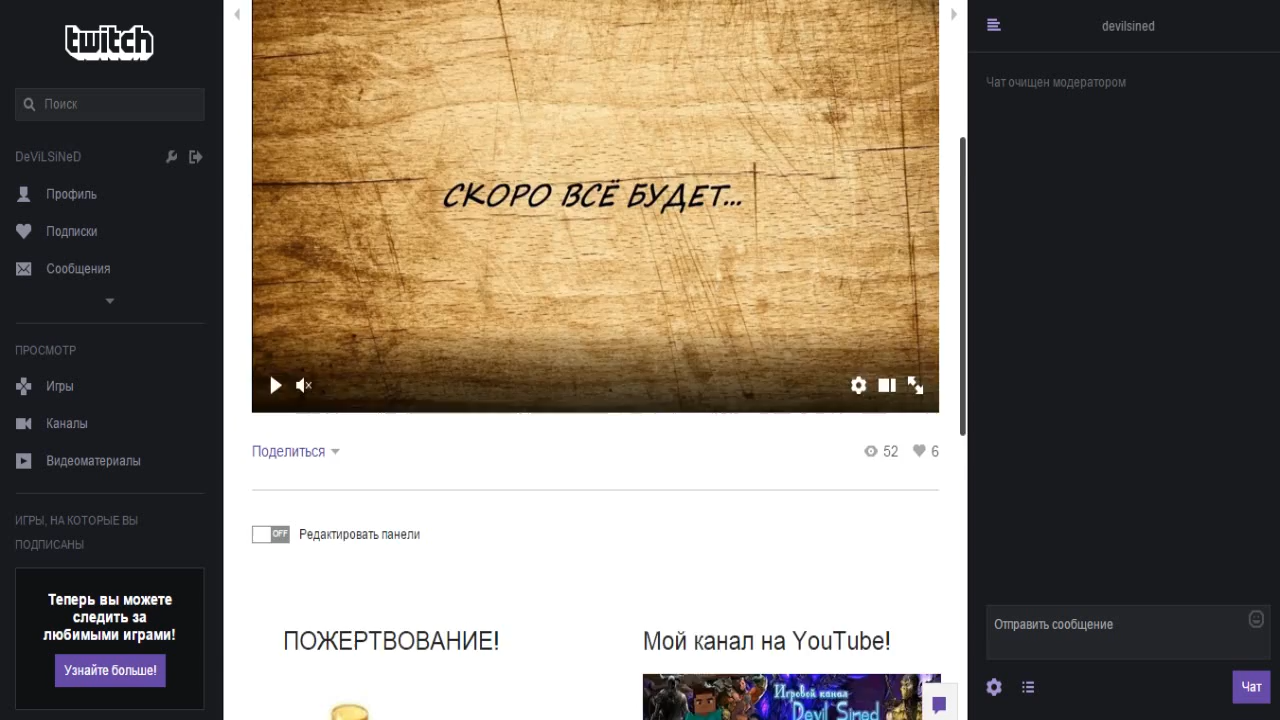 twitch
Поиск
DeViLSiNeD
Профиль
Подписки
Сообщения
ПРОСМОТР
Игры
Каналы
Видеоматериалы
ИГРЫ, НА КОТОРЫЕ ВЫ
ПОДПИСАНЫ
Теперь вы можете
следить за
любимыми играми!
Узнайте больше!
СКОРО ВСЁ БУДЕТ...
Поделиться
52
6
OFF
Редактировать панели
ПОЖЕРТВОВАНИЕ!
Мой канал на YouTube!
Игровой канал
Devil Sined
devilsined
Чат очищен модератором
Отправить сообщение
Чат